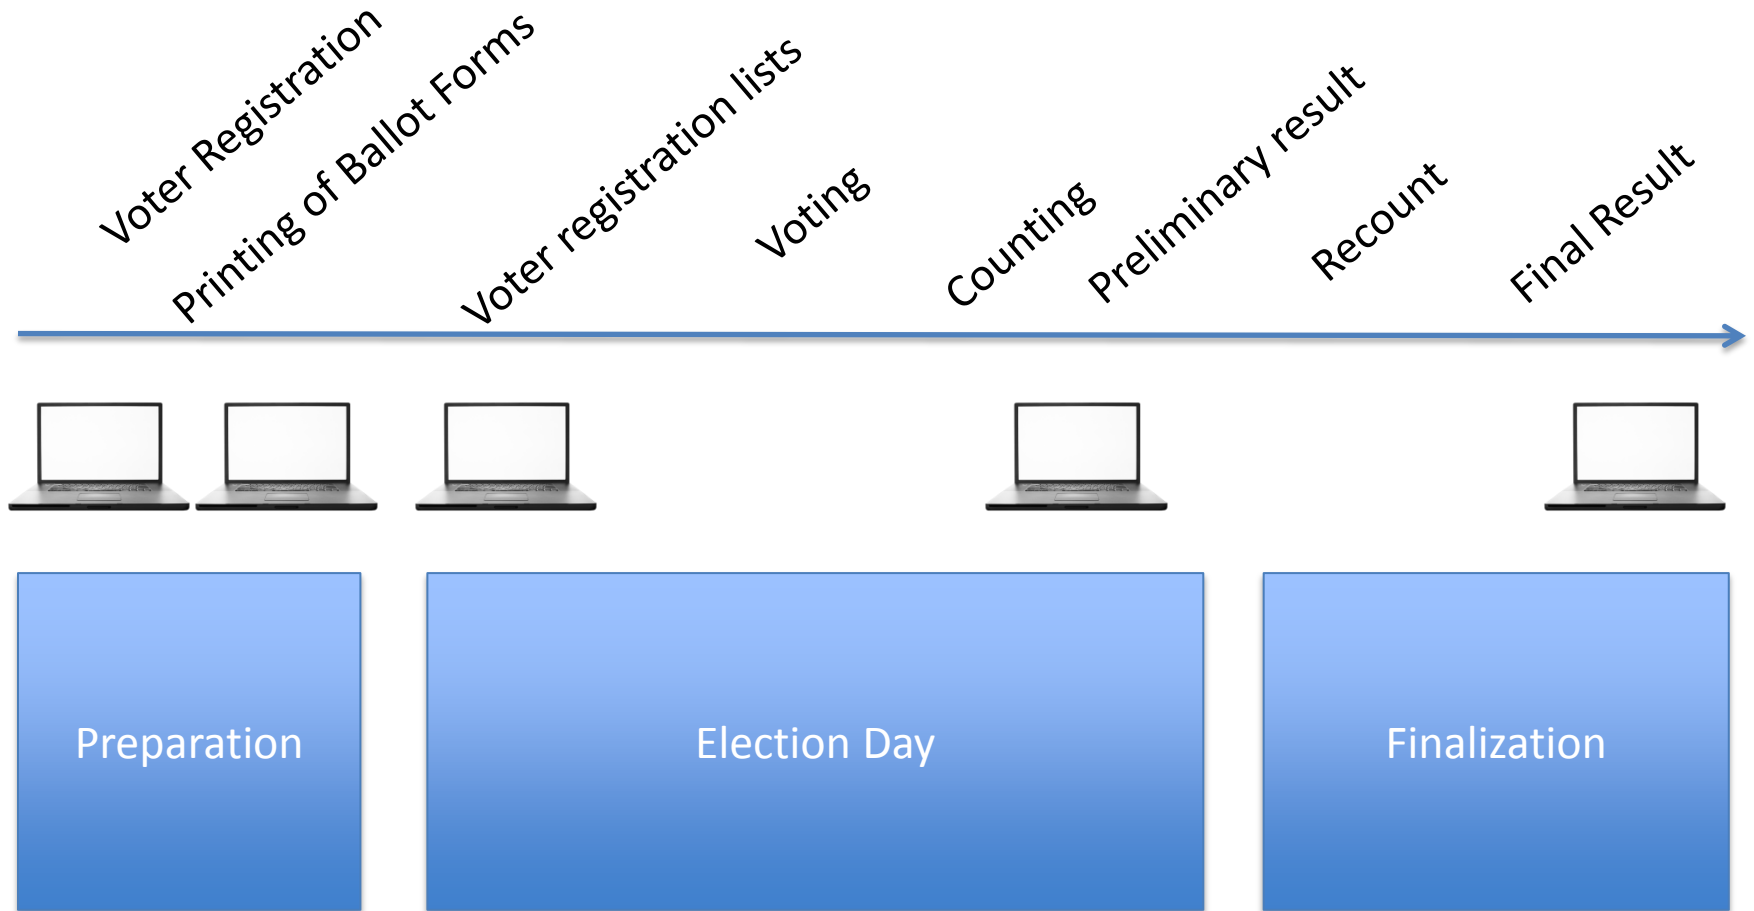 Voter Registration
Printing of Ballot Forms
Voter registration lists
Voting
Counting
Preliminary result
Recount
Final Result
Preparation
Election Day
Finalization